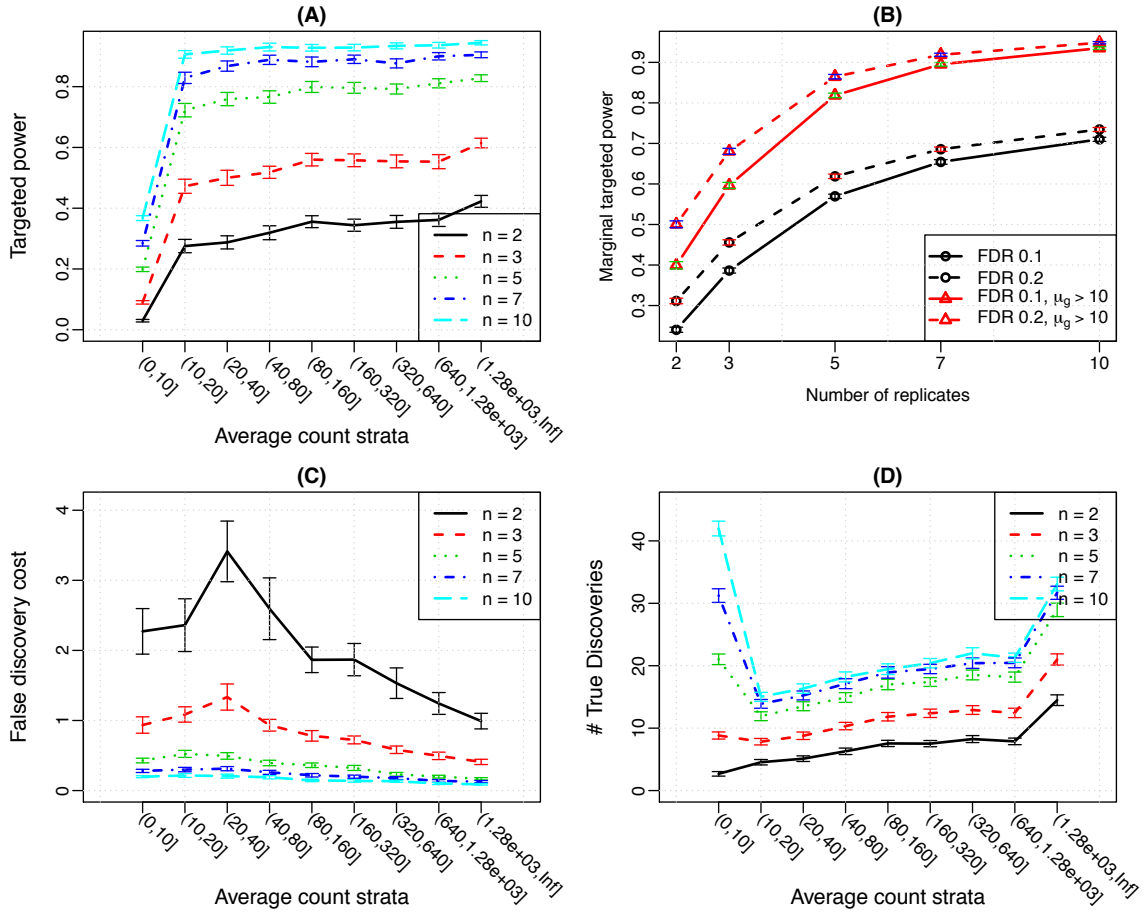 (A)
Targeted power
0.0
0.2
0.4
0.6
0.8
n = 2
n = 3
n = 5
n = 7
n = 10
(0,10]
(10,20]
(20,40]
(40,80]
(80,160]
(160,320]
(320,640]
(640,1.28e+03]
(1.28e+03,Inf]
Average count strata
(B)
Marginal targeted power
0.3
0.4
0.5
0.6
0.7
0.8
0.9
FDR 0.1
FDR 0.2
FDR 0.1, μg > 10
FDR 0.2, μg > 10
2
3
5
7
10
Number of replicates
(C)
False discovery cost
0
1
2
3
4
n = 2
n = 3
n = 5
n = 7
n = 10
(0,10]
(10,20]
(20,40]
(40,80]
(80,160]
(160,320]
(320,640]
(640,1.28e+03]
(1.28e+03,Inf]
Average count strata
(D)
# True Discoveries
0
10
20
30
40
n = 2
n = 3
n = 5
n = 7
n = 10
(0,10]
(10,20]
(20,40]
(40,80]
(80,160]
(160,320]
(320,640]
(640,1.28e+03]
(1.28e+03,Inf]
Average count strata